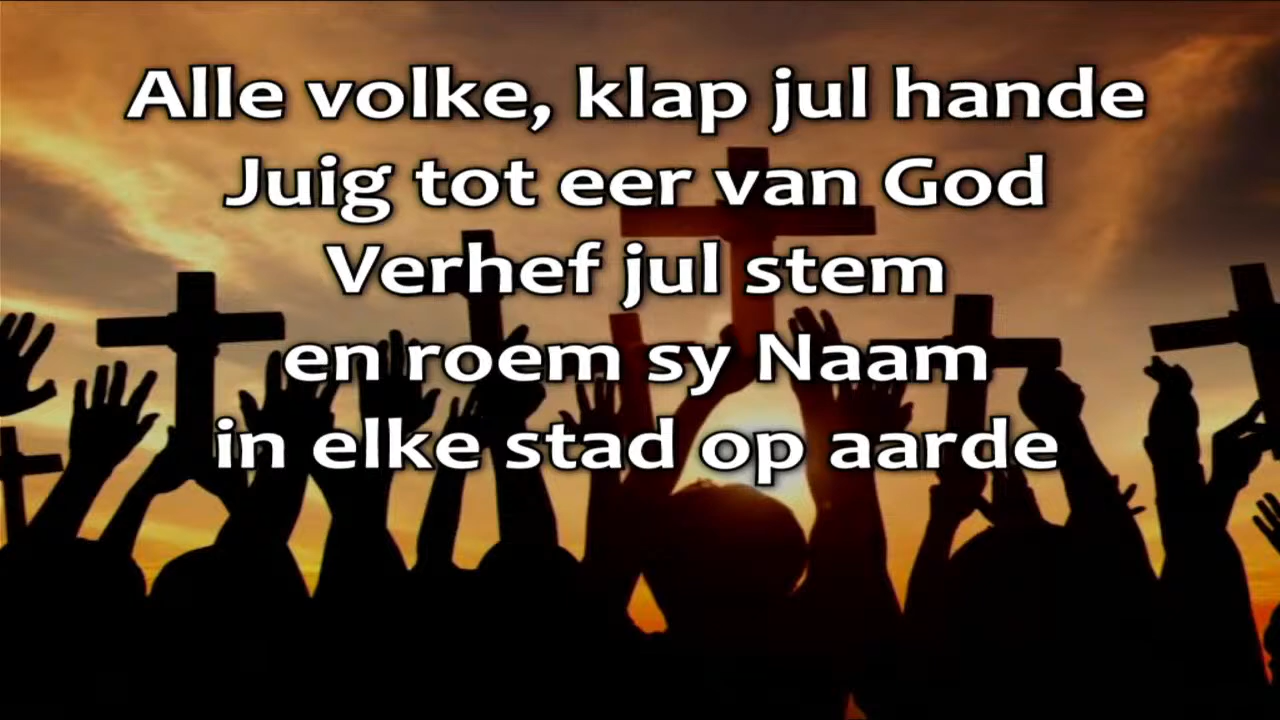 Alle volke, klap jul hande
Juig tot eer van God
Verhef jul stem
en roem sy Naam
in elke stad op aarde